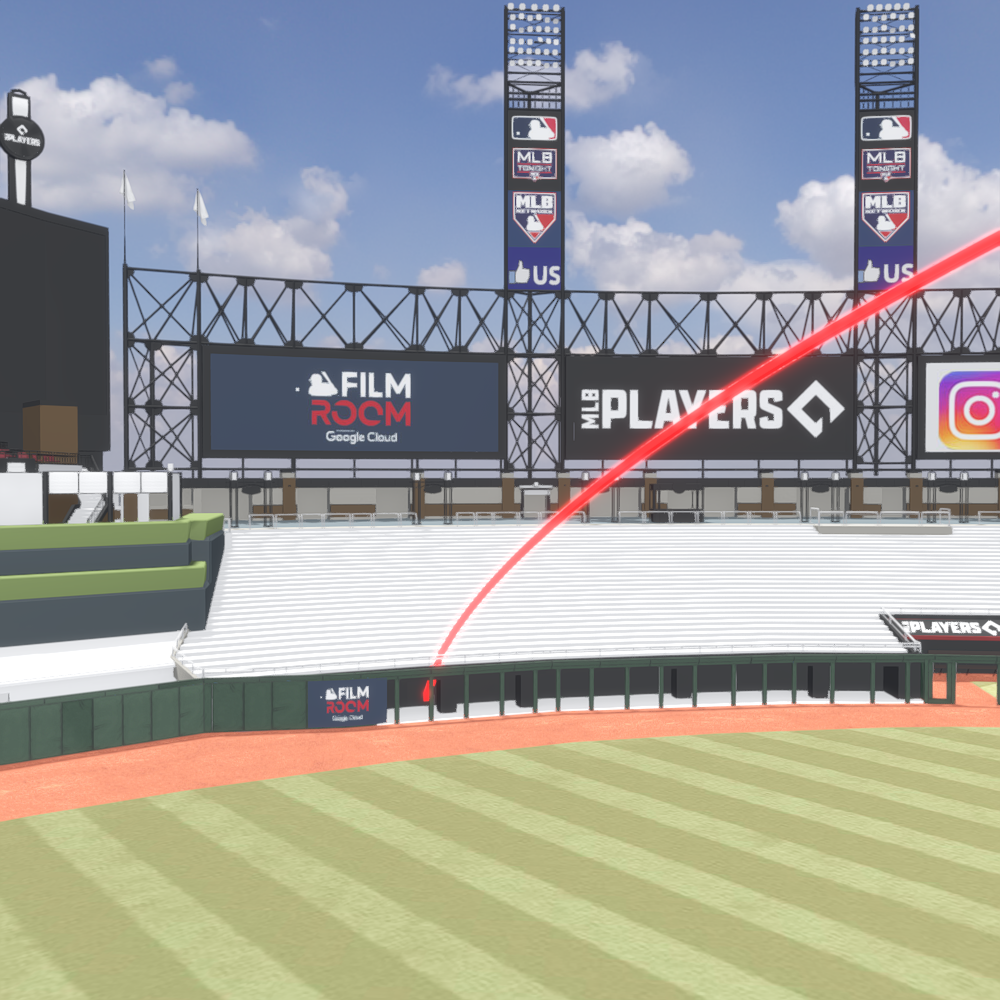 PLAYERS
MLB
TONIGHT
MLB
NETWORK
US
MLB
TONIGHT
MLB
NETWORK
US
FILM
ROOM
Google Cloud
MLB PLAYERS
PLAYERS
FILM
ROOM
Google Cloud